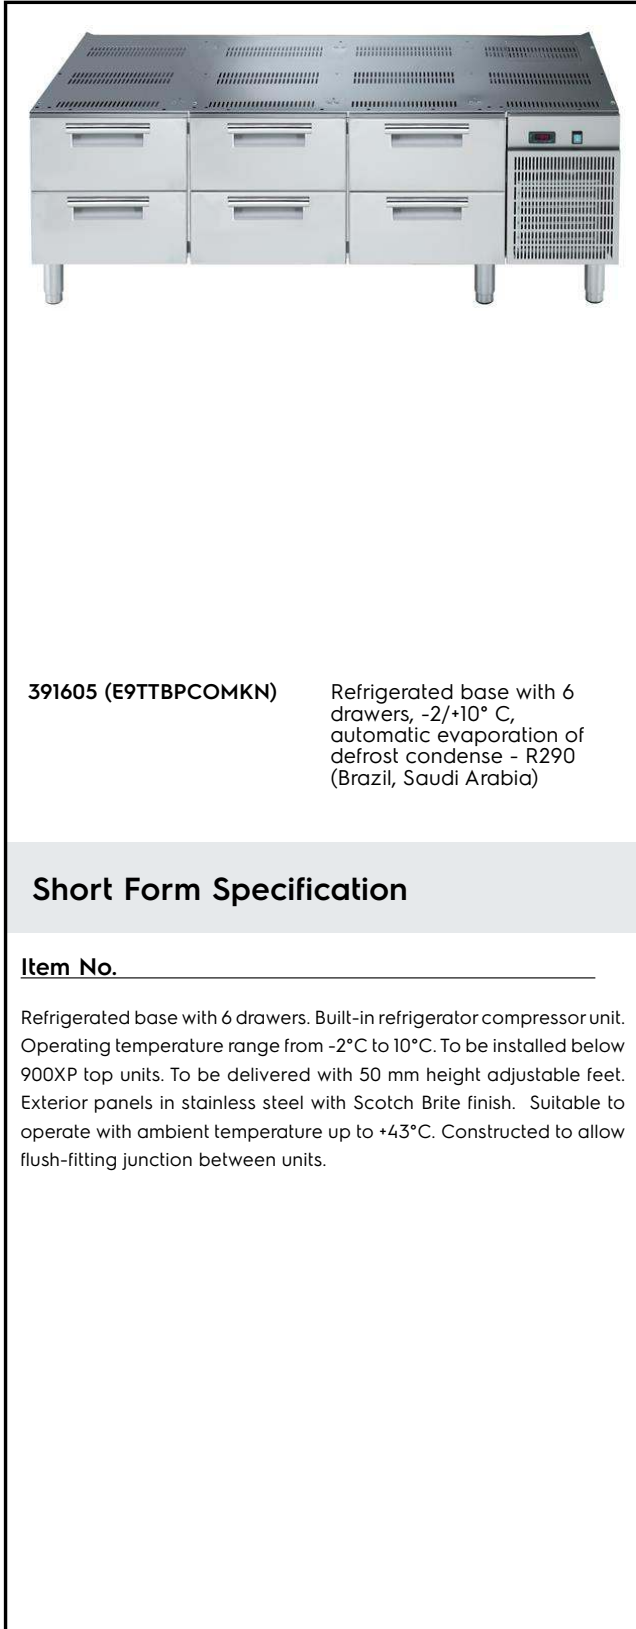 391605 (E9TTBPCOMKN)
Refrigerated base with 6
drawers, -2/+10° C,
automatic evaporation of
defrost condense - R290
(Brazil, Saudi Arabia)
Short Form Specification
Item No.
Refrigerated base with 6 drawers. Built-in refrigerator compressor unit.
Operating temperature range from -2°C to 10°C. To be installed below
900XP top units. To be delivered with 50 mm height adjustable feet.
Exterior panels in stainless steel with Scotch Brite finish. Suitable to
operate with ambient temperature up to +43°C. Constructed to allow
flush-fitting junction between units.